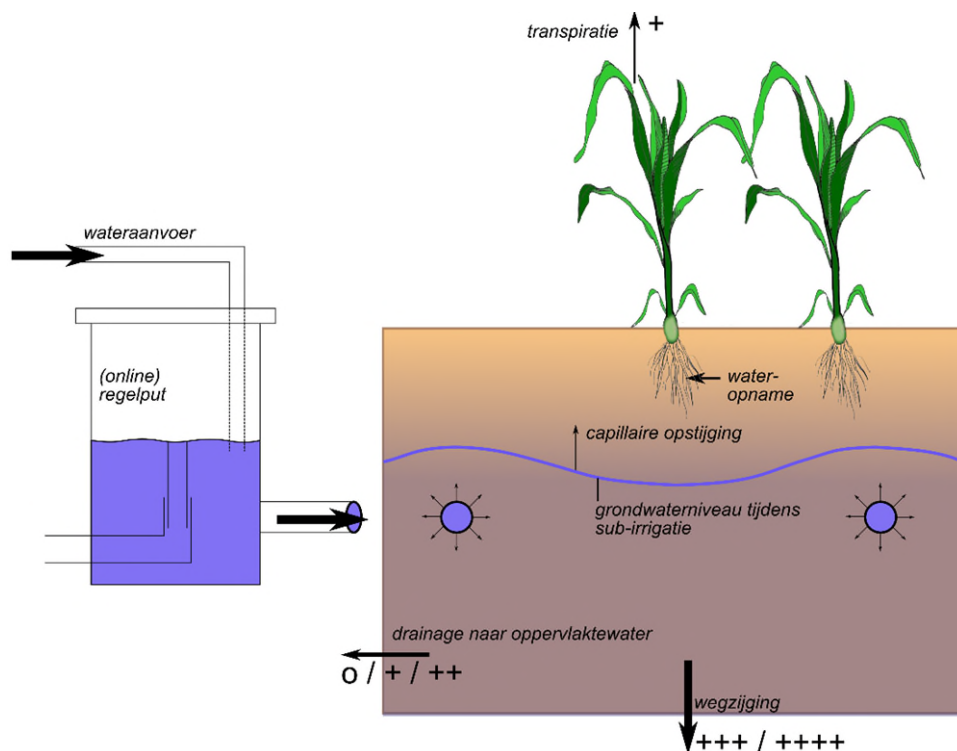 transpiratie
+
wateraanvoer
(online)
regelput
water-
opname
capillaire opstijging
grondwaterniveau tijdens
sub-irrigatie
drainage naar oppervlaktewater
o / + / ++
wegzijging
+++ / ++++